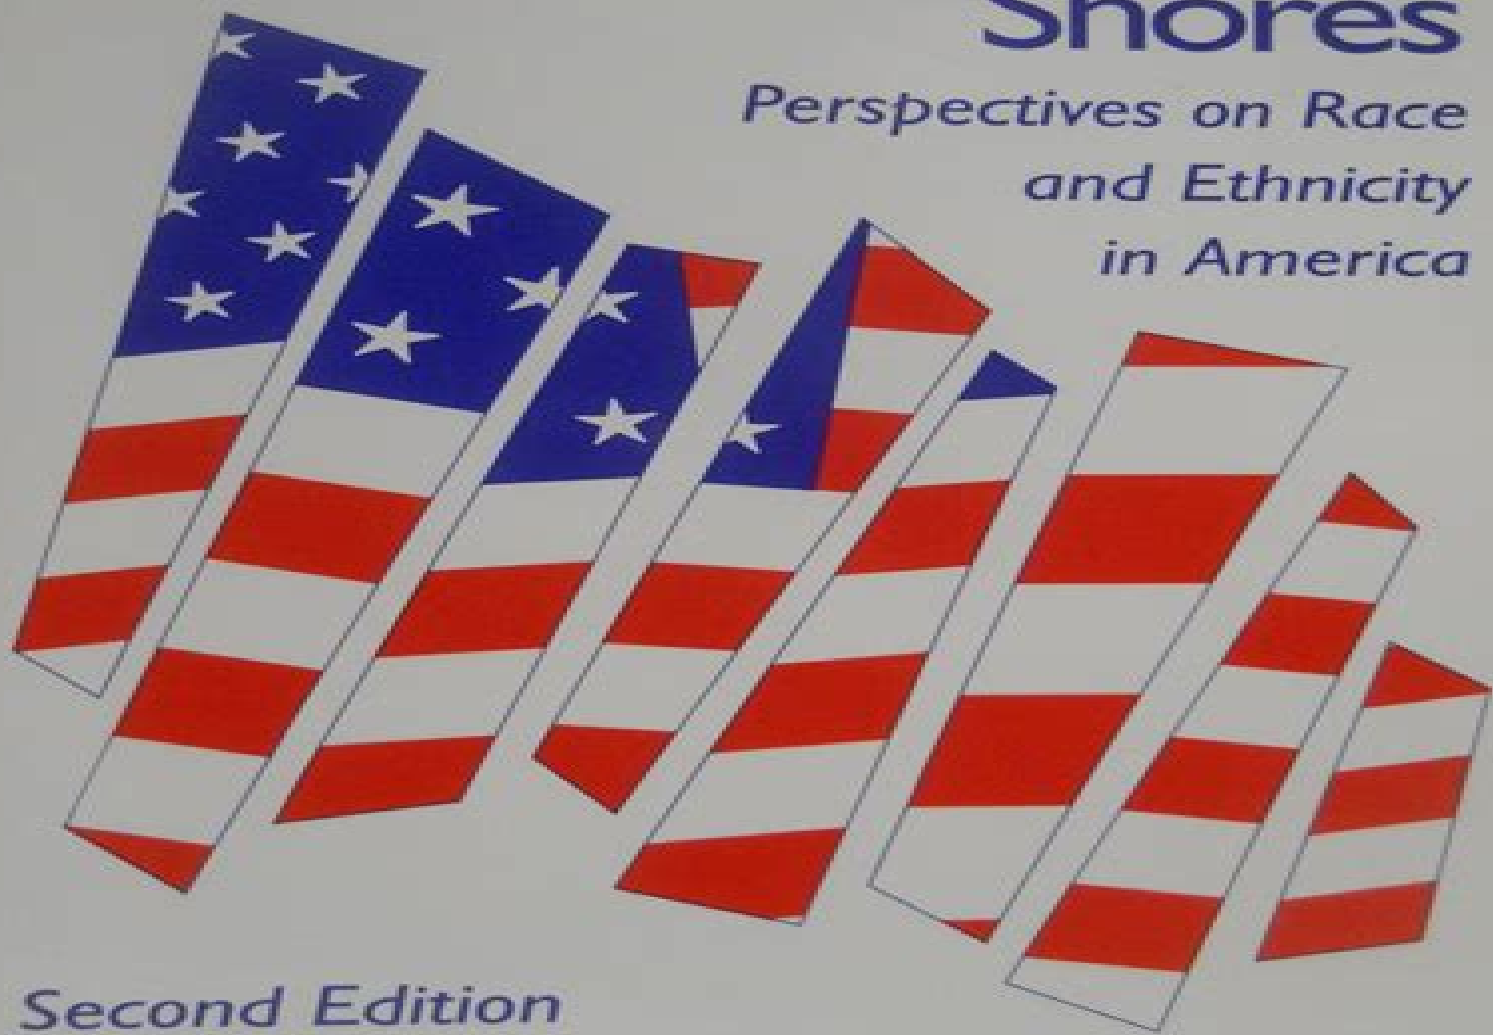 Shores
Perspectives on Race
and Ethnicity
in America
Second Edition